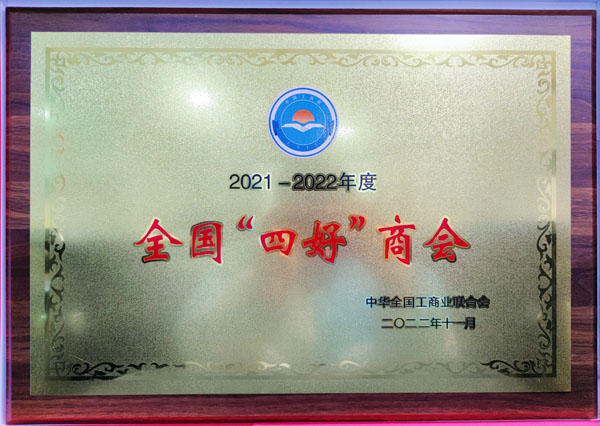 2021-2022年度
全国“四好”商会
中华全国工商业联合会
二〇二二年十一月